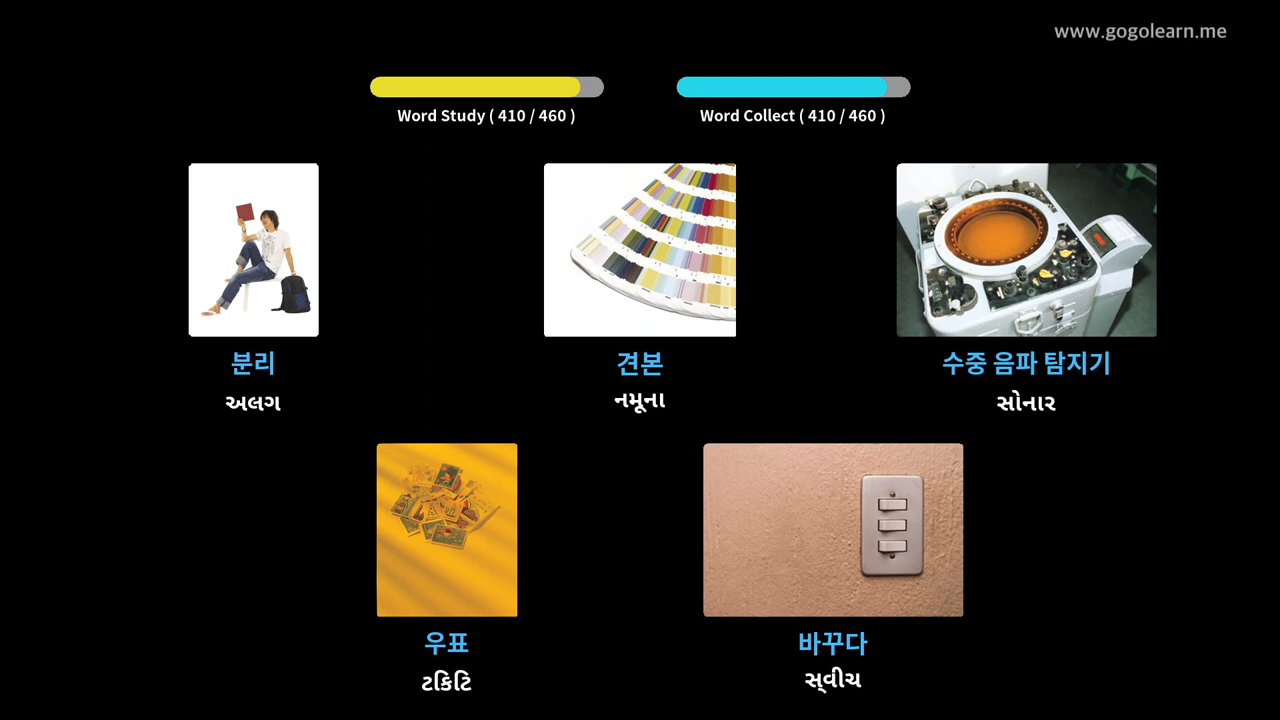 www.gogolearn.me
Word Study ( 410 / 460 )
Word Collect ( 410 / 460 )
분리
અલગ
견본
નમૂના
수중 음파 탐지기
સોનાર
우표
ટકિટિ
바꾸다
સ્વીચ